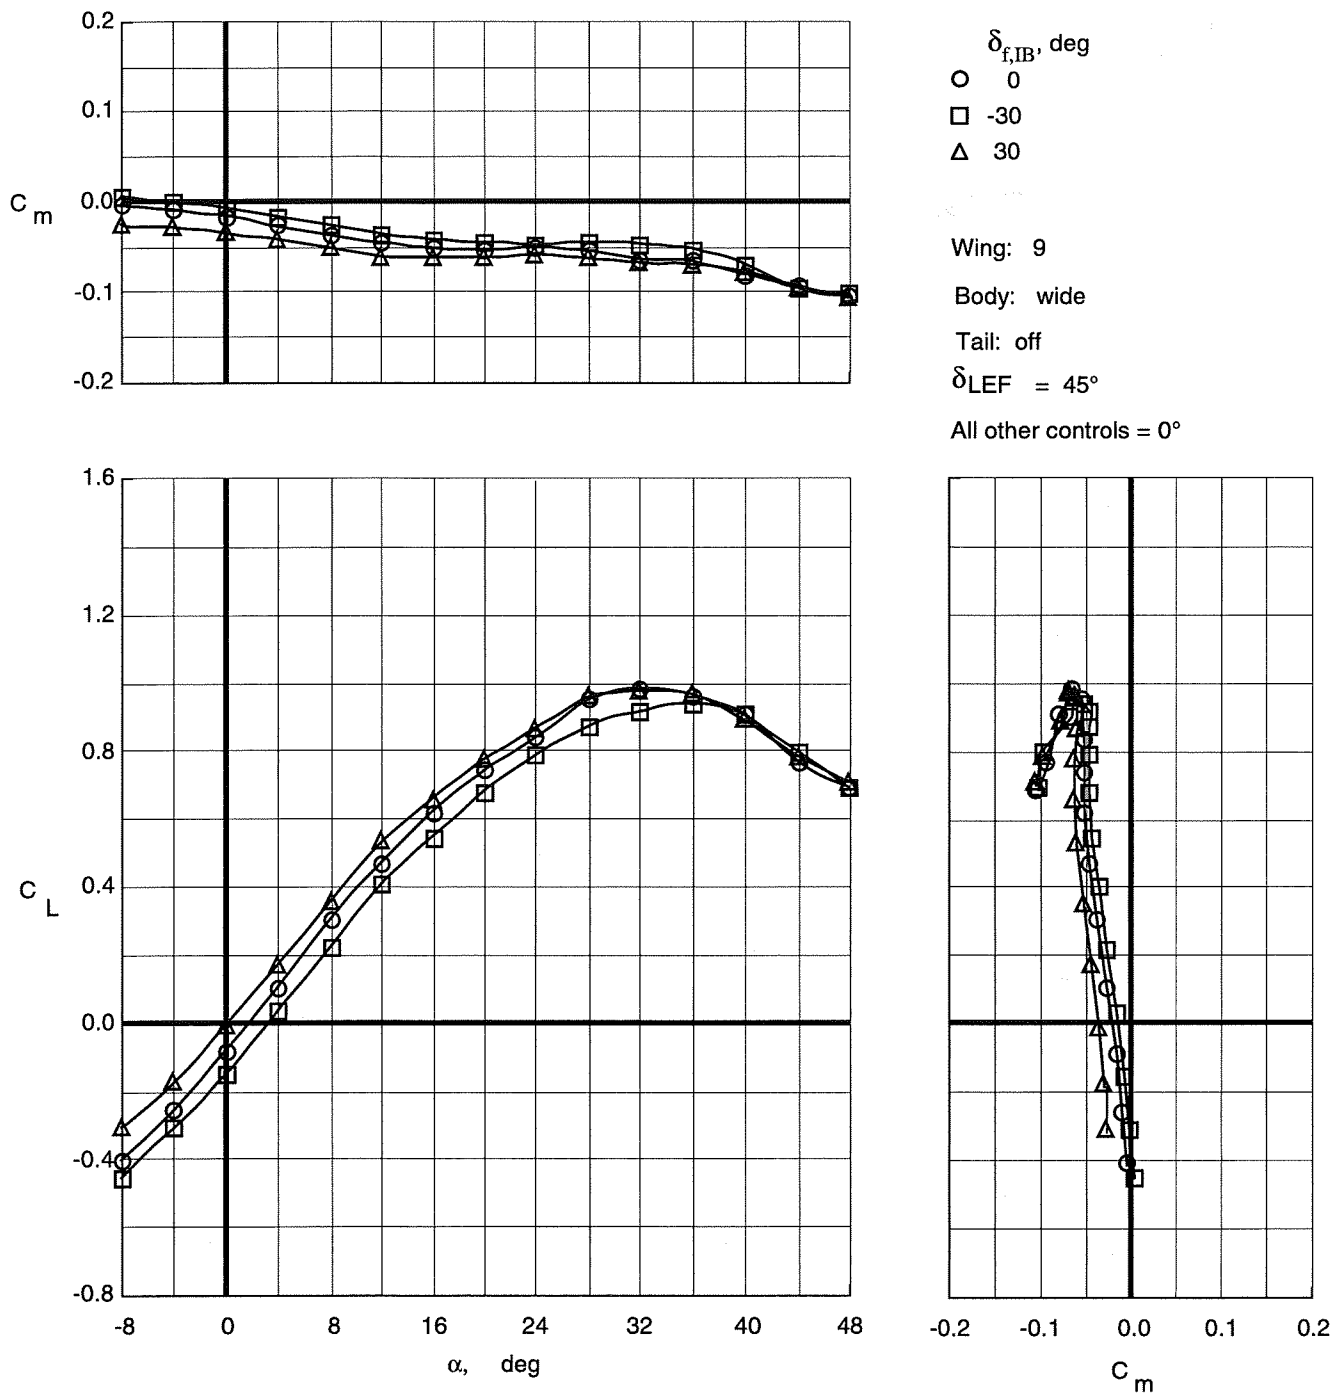 0.2
0.1
0.0
-0.1
-0.2
C m
δf,IB, deg
0
-30
30
Wing: 9
Body: wide
Tail: off
δLEF = 45°
All other controls = 0°
1.6
1.2
0.8
0.4
0.0
-0.4
-0.8
C L
-8 0 8 16 24 32 40 48
α, deg
-0.2 -0.1 0.0 0.1 0.2
C m